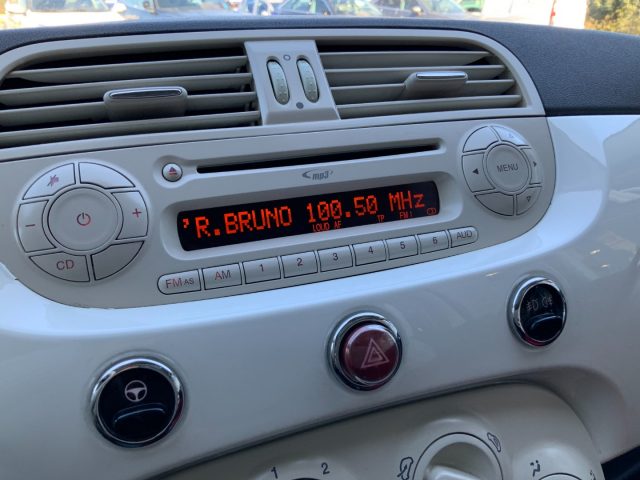 mp3
MENU
'R.BRUNO 100.50 MHz
LOUD AF TP FM1 CD
CD
FM AS AM 1 2 3 4 5 6 AUD
1 2